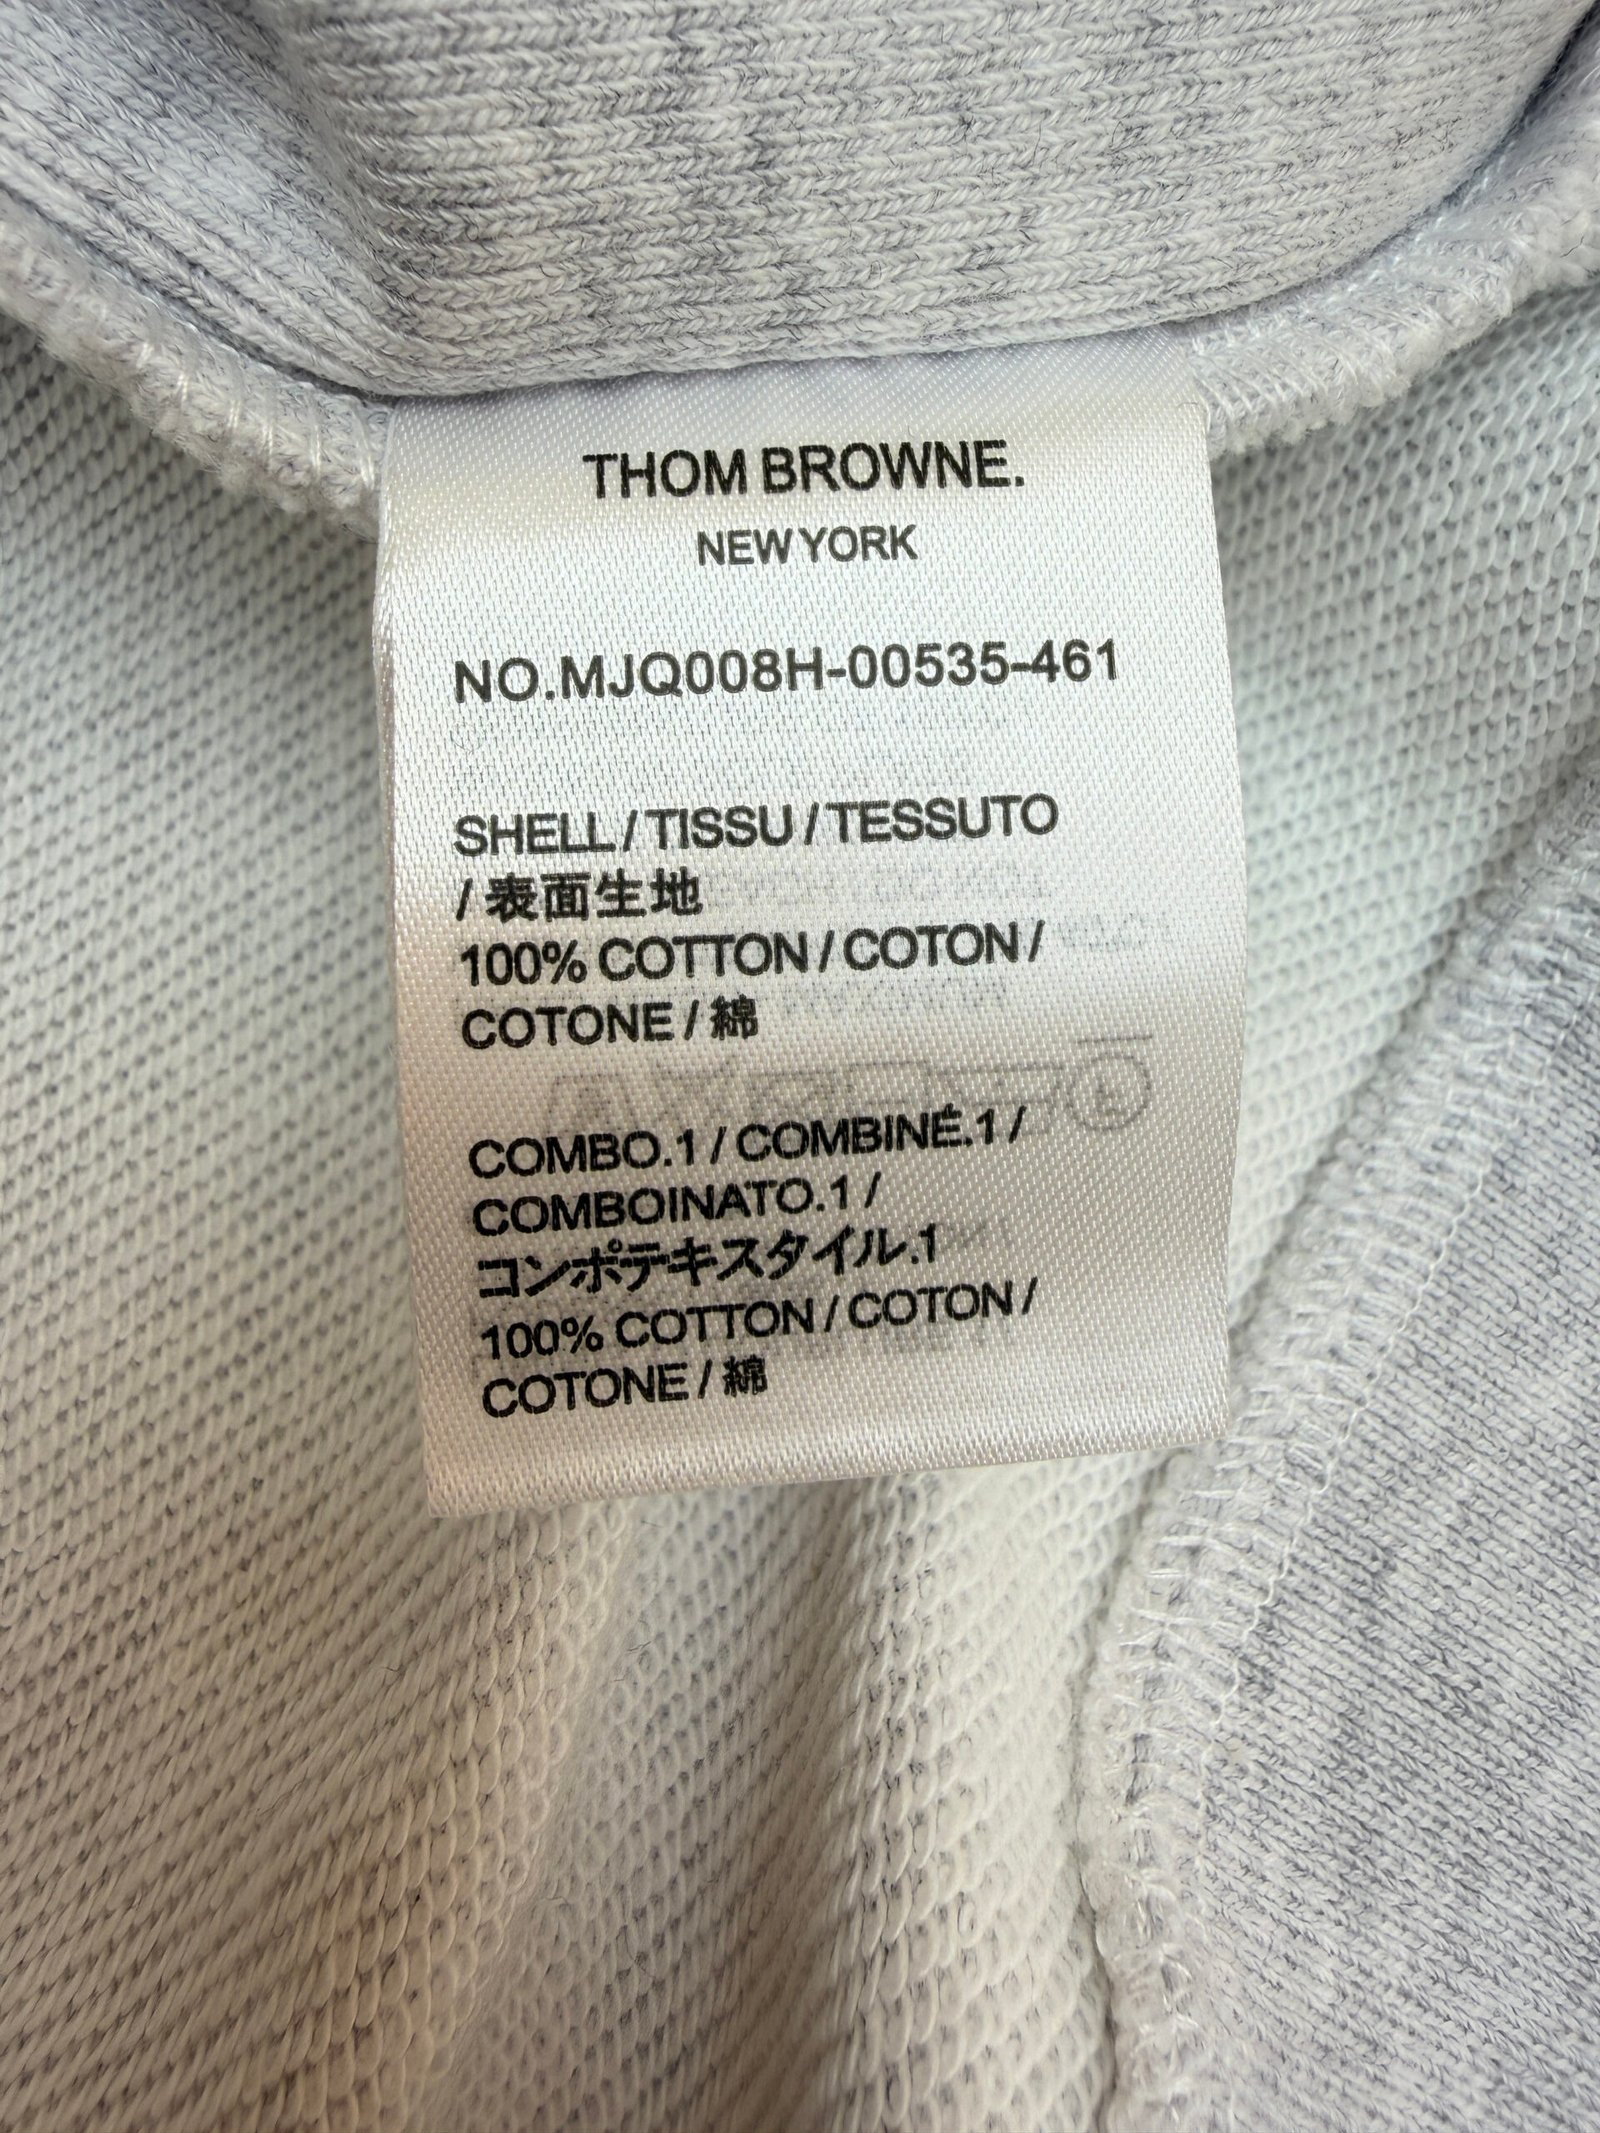 THOM BROWNE.
NEW YORK
NO.MJQ008H-00535-461
SHELL / TISSU / TESSUTO
/ 表面生地
100% COTTON / COTON /
COTONE / 綿
COMBO.1 / COMBINÉ.1 /
COMBOINATO.1 /
コンポテキスタイル.1
100% COTTON / COTON /
COTONE / 綿